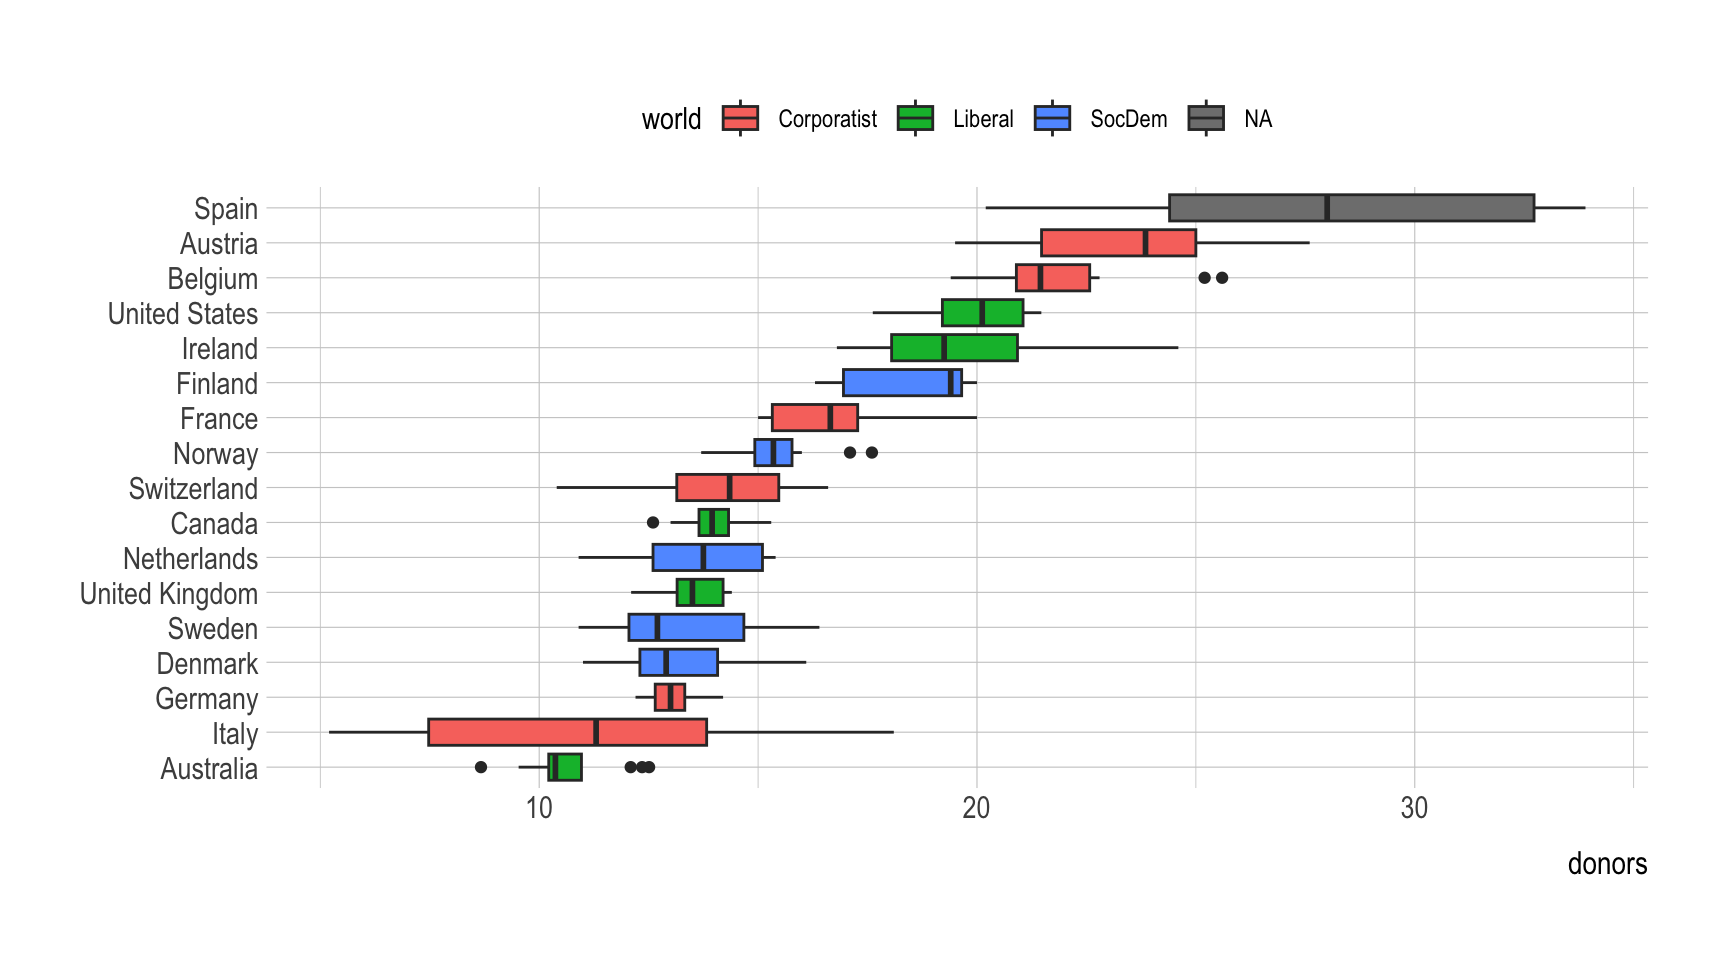 world Corporatist Liberal SocDem NA
Spain
Austria
Belgium
United States
Ireland
Finland
France
Norway
Switzerland
Canada
Netherlands
United Kingdom
Sweden
Denmark
Germany
Italy
Australia
10 20 30
donors